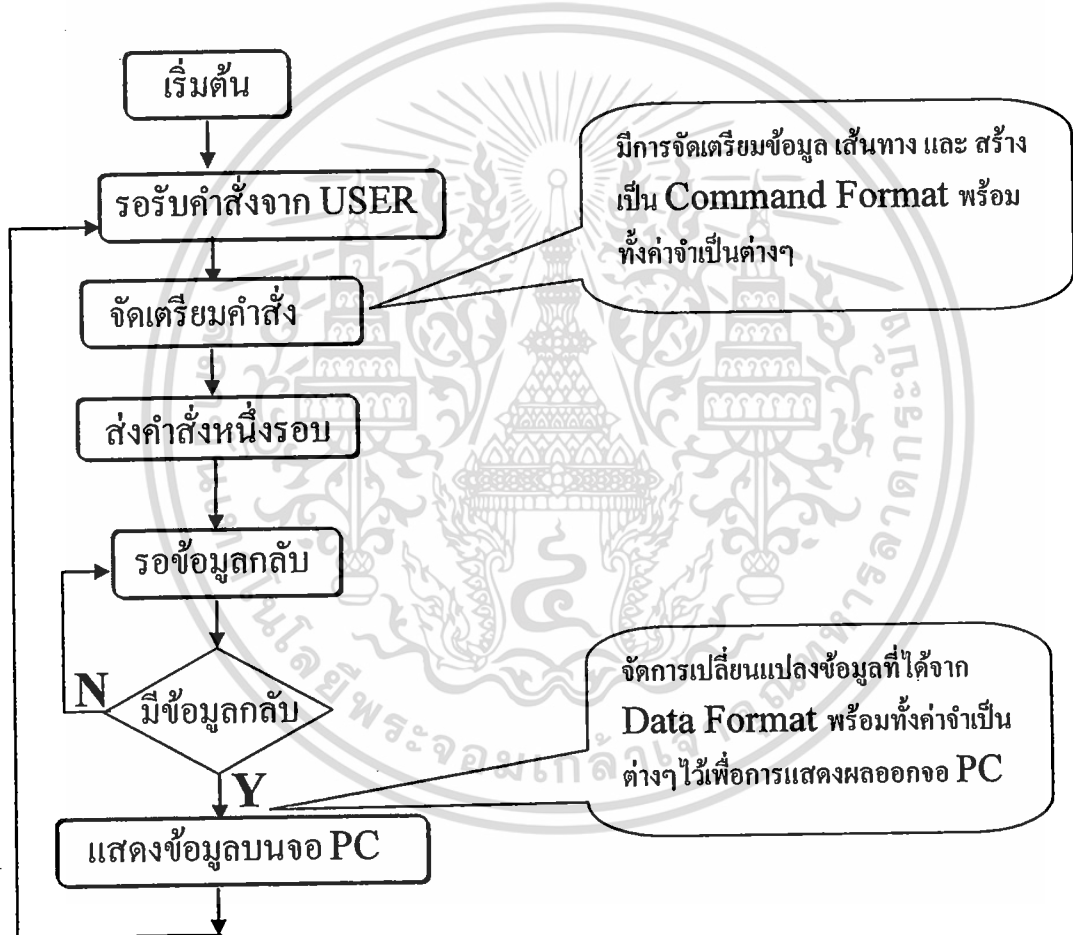 เริ่มต้น
รอรับคำสั่งจาก USER
จัดเตรียมคำสั่ง
ส่งคำสั่งหนึ่งรอบ
รอข้อมูลกลับ
N
มีข้อมูลกลับ
Y
แสดงข้อมูลบนจอ PC
มีการจัดเตรียมข้อมูล เส้นทาง และ สร้าง
เป็น Command Format พร้อม
ทั้งค่าจำเป็นต่างๆ
จัดการเปลี่ยนแปลงข้อมูลที่ได้จาก
Data Format พร้อมทั้งค่าจำเป็น
ต่างๆไว้เพื่อการแสดงผลออกจอ PC